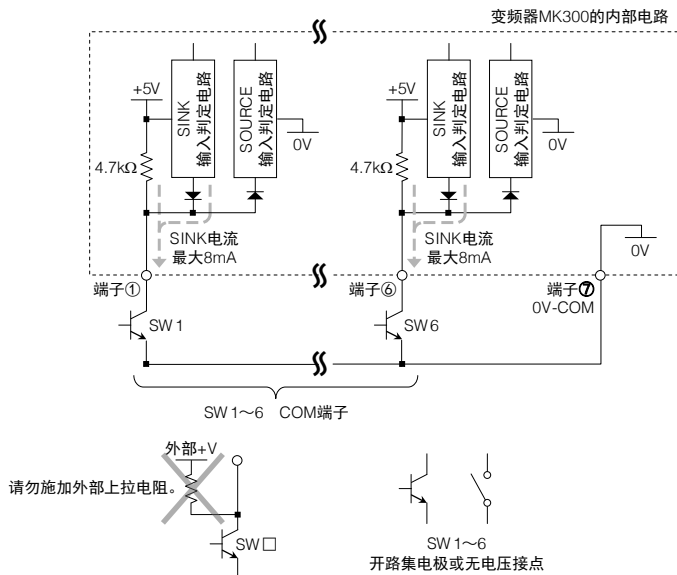 变频器MK300的内部电路
+5V
SINK
输入判定电路
SOURCE
输入判定电路
0V
4.7kΩ
SINK电流
最大8mA
+5V
SINK
输入判定电路
SOURCE
输入判定电路
0V
4.7kΩ
SINK电流
最大8mA
0V
端子①
端子⑥
端子❼
0V-COM
SW1
SW6
SW1～6 COM端子
外部+V
请勿施加外部上拉电阻。
SW□
SW1～6
开路集电极或无电压接点